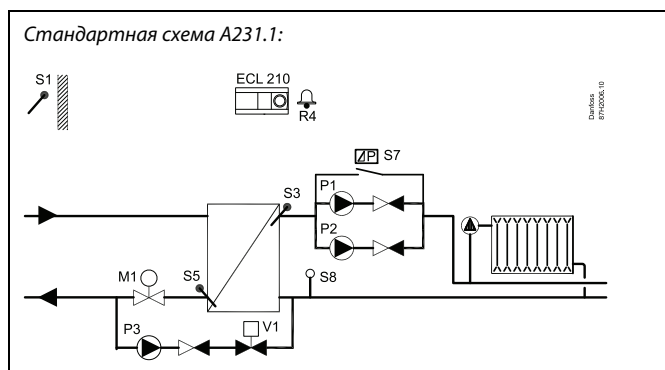 Стандартная схема A231.1:
S1
ECL 210
R4
Danfoss
87H2006.10
ΔP S7
P1
S3
P2
M1
S5
S8
P3
V1